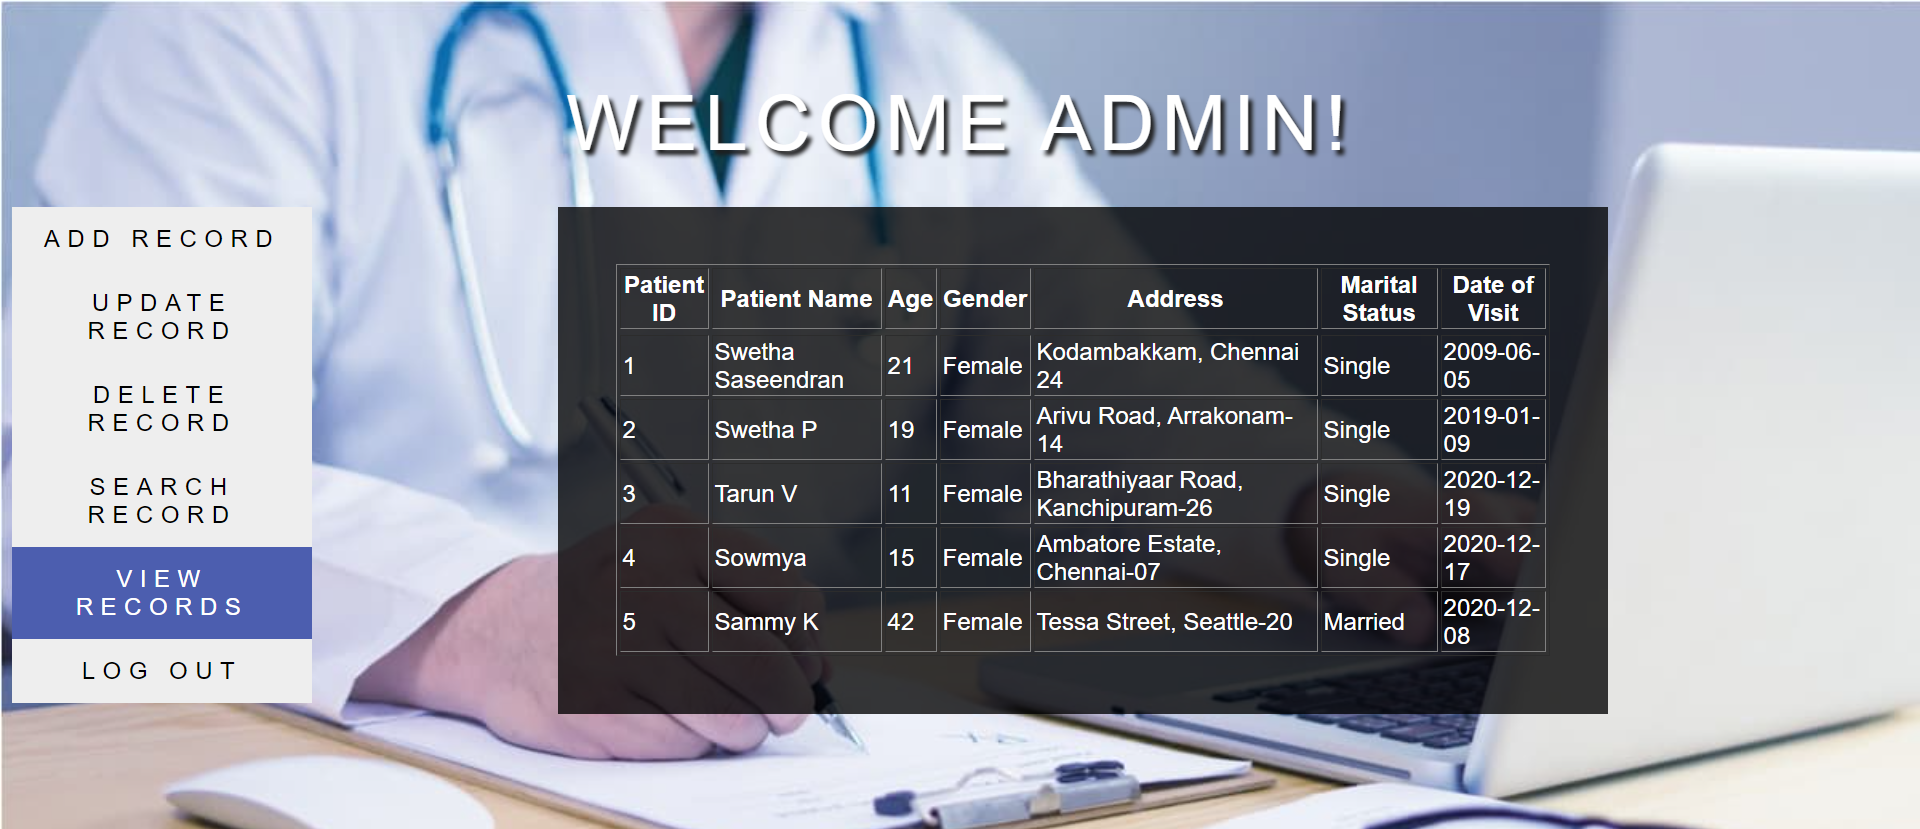 WELCOME ADMIN!
ADD RECORD
UPDATE
RECORD
DELETE
RECORD
SEARCH
RECORD
VIEW
RECORDS
LOG OUT
Patient ID Patient Name Age Gender Address Marital Status Date of Visit
1 Swetha Saseendran 21 Female Kodambakkam, Chennai 24 Single 2009-06-05
2 Swetha P 19 Female Arivu Road, Arrakonam-14 Single 2019-01-09
3 Tarun V 11 Female Bharathiyaar Road, Kanchipuram-26 Single 2020-12-19
4 Sowmya 15 Female Ambatore Estate, Chennai-07 Single 2020-12-17
5 Sammy K 42 Female Tessa Street, Seattle-20 Married 2020-12-08